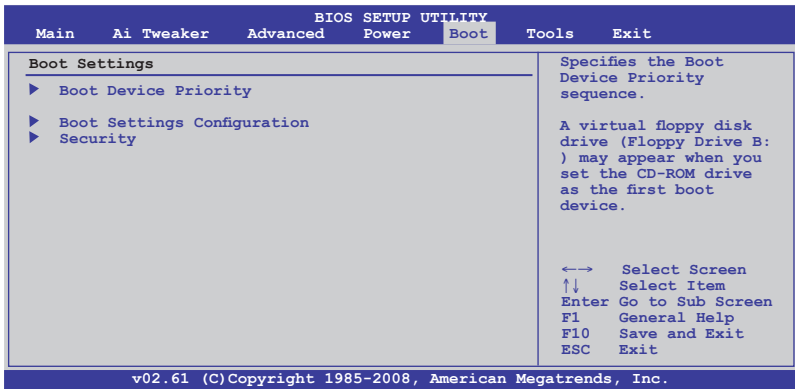 BIOS SETUP UTILITY
Main Ai Tweaker Advanced Power Boot Tools Exit
Boot Settings
Boot Device Priority
Boot Settings Configuration
Security
Specifies the Boot
Device Priority
sequence.
A virtual floppy disk
drive (Floppy Drive B:
) may appear when you
set the CD-ROM drive
as the first boot
device.
←→ Select Screen
↑↓ Select Item
Enter Go to Sub Screen
F1 General Help
F10 Save and Exit
ESC Exit
v02.61 (C)Copyright 1985-2008, American Megatrends, Inc.